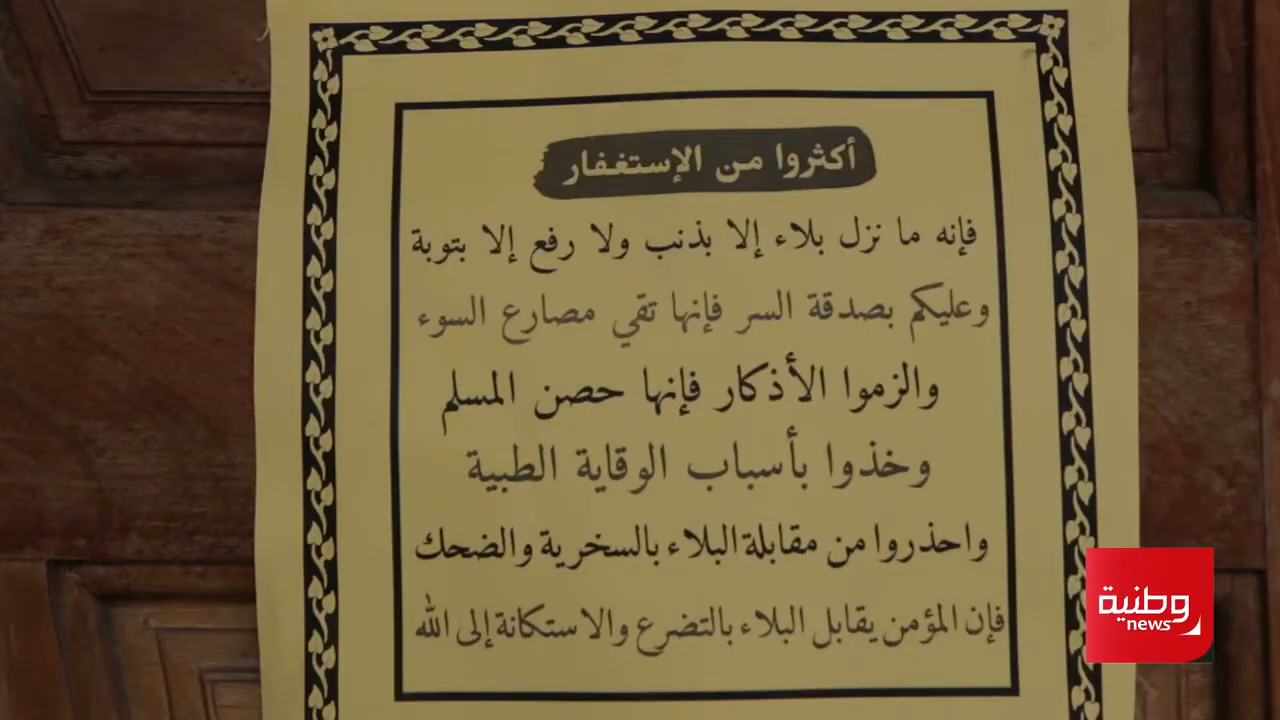 أكثروا من الإستغفار
فإنه ما نزل بلاء إلا بذنب ولا رفع إلا بتوبة
وعليكم بصدقة السر فإنها تقي مصارع السوء
والزموا الأذكار فإنها حصن المسلم
وخذوا بأسباب الوقاية الطبية
واحذروا من مقابلة البلاء بالسخرية والضحك
فإن المؤمن يقابل البلاء بالتضرع والاستكانة إلى الله
وطنية
news